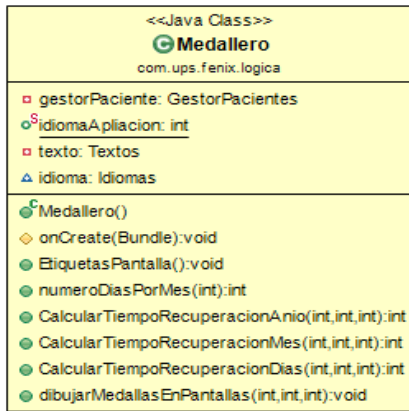 <<Java Class>>
Medallero
com.ups.fenix.logica
gestorPaciente: GestorPacientes
idiomaApliacion: int
texto: Textos
idioma: Idiomas
Medallero()
onCreate(Bundle):void
EtiquetasPantalla():void
numeroDiasPorMes(int):int
CalcularTiempoRecuperacionAnio(int,int,int):int
CalcularTiempoRecuperacionMes(int,int,int):int
CalcularTiempoRecuperacionDias(int,int,int):int
dibujarMedallasEnPantallas(int,int,int):void